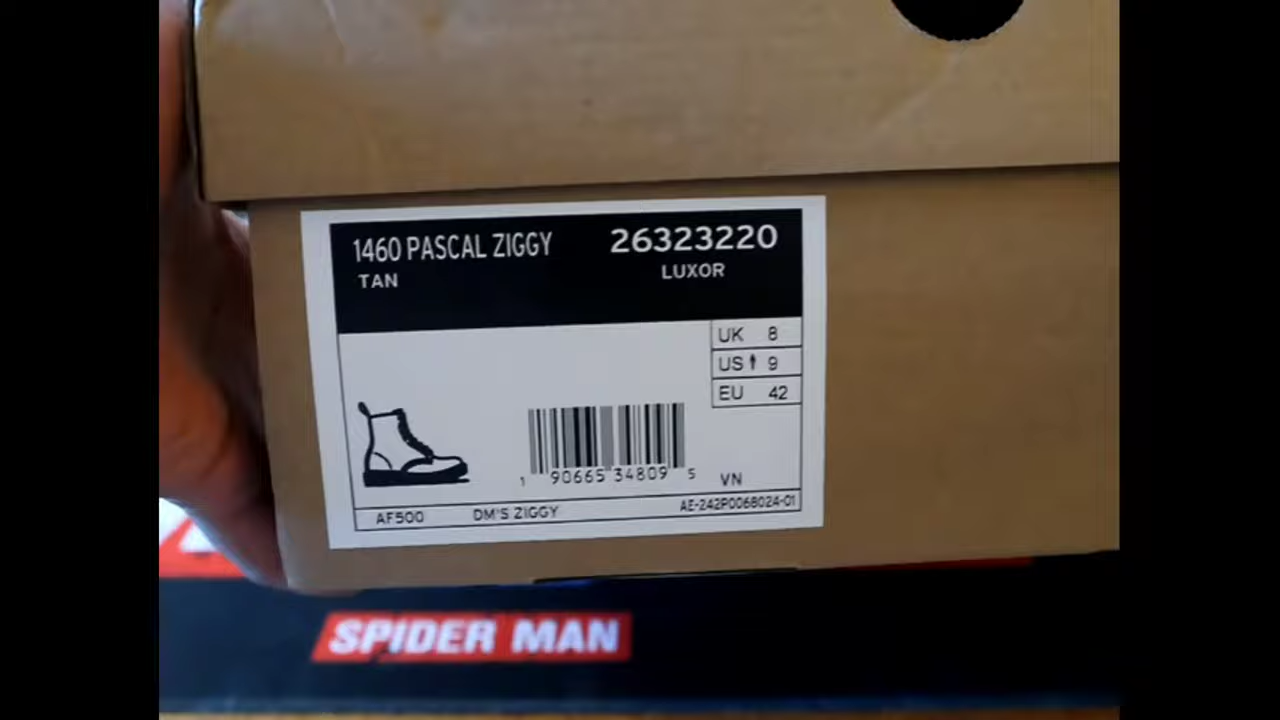 1460 PASCAL ZIGGY 26323220
TAN LUXOR
UK 8
US 9
EU 42
1 90665 34809 5
VN
AF500 DM'S ZIGGY AE-242P0068024-01
SPIDER MAN